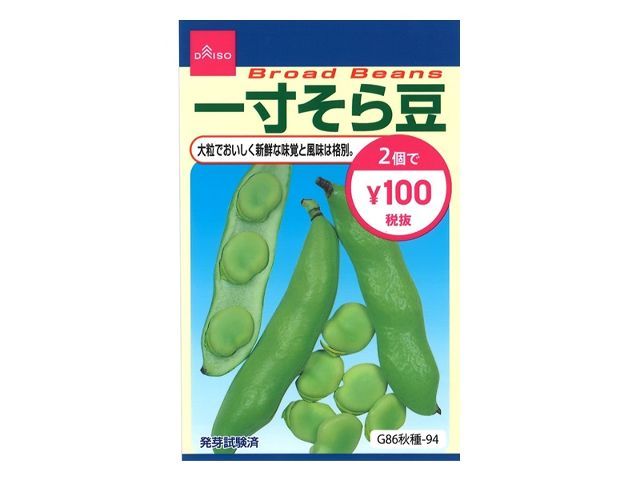 DAISO
Broad Beans
一寸そら豆
大粒でおいしく新鮮な味覚と風味は格別。
2個で
¥100
税抜
発芽試験済
G86秋種-94